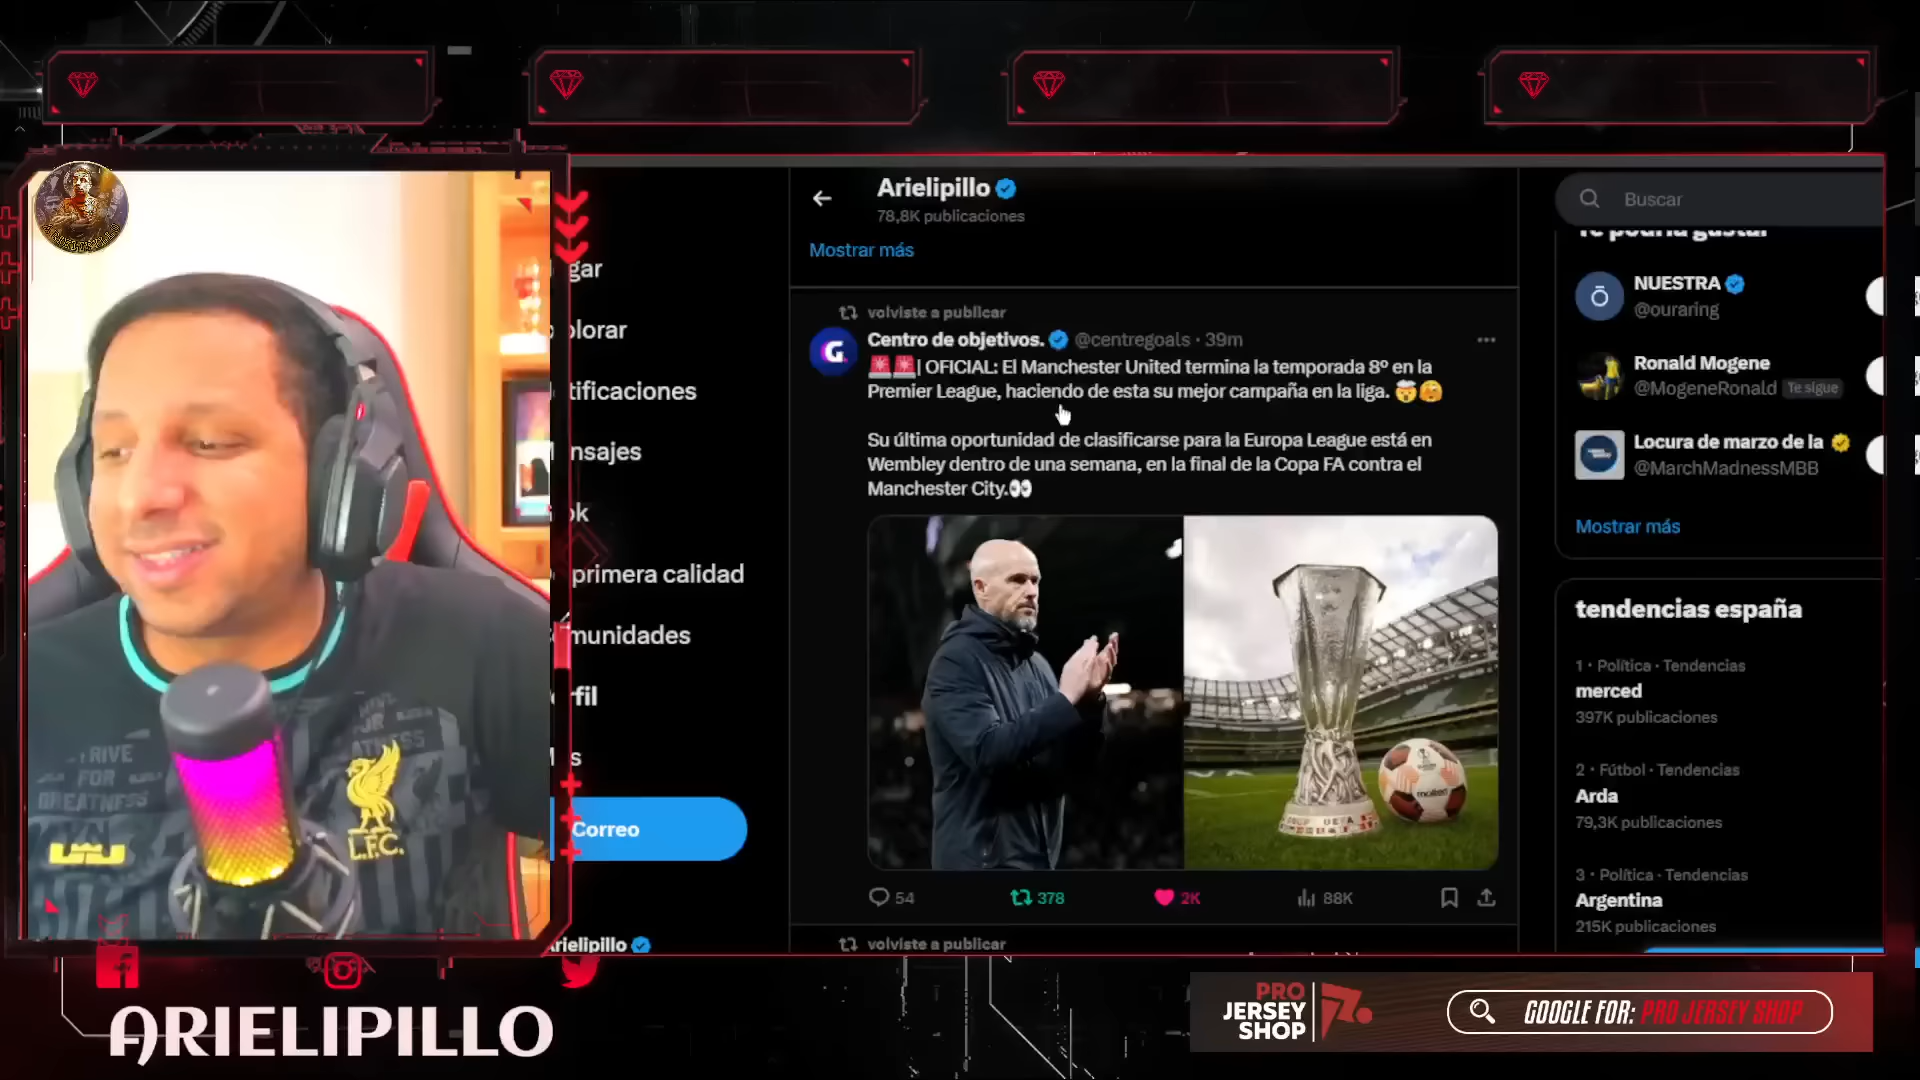 Arielipillo
78,8K publicaciones
Mostrar más
gar
plorar
tificaciones
nsajes
ok
primera calidad
munidades
rfil
s
Correo
rielipillo
volviste a publicar
Centro de objetivos. @centregoals · 39m
🚨🚨| OFICIAL: El Manchester United termina la temporada 8º en la
Premier League, haciendo de esta su mejor campaña en la liga. 🤯🫣
Su última oportunidad de clasificarse para la Europa League está en
Wembley dentro de una semana, en la final de la Copa FA contra el
Manchester City.👀
54
378
2K
88K
volviste a publicar
Buscar
Te podría gustar
NUESTRA
@ouraring
Ronald Mogene
@MogeneRonald Te sigue
Locura de marzo de la
@MarchMadnessMBB
Mostrar más
tendencias españa
1 · Política · Tendencias
merced
397K publicaciones
2 · Fútbol · Tendencias
Arda
79,3K publicaciones
3 · Política · Tendencias
Argentina
215K publicaciones
TRIVE
FOR
GREATNESS
L.F.C.
ARIELIPILLO
PRO
JERSEY
SHOP
GOOGLE FOR: PRO JERSEY SHOP